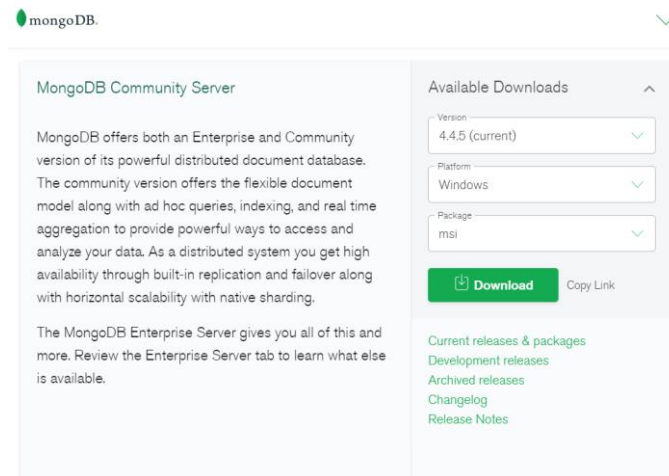 mongoDB.
MongoDB Community Server
MongoDB offers both an Enterprise and Community
version of its powerful distributed document database.
The community version offers the flexible document
model along with ad hoc queries, indexing, and real time
aggregation to provide powerful ways to access and
analyze your data. As a distributed system you get high
availability through built-in replication and failover along
with horizontal scalability with native sharding.
The MongoDB Enterprise Server gives you all of this and
more. Review the Enterprise Server tab to learn what else
is available.
Available Downloads
Version
4.4.5 (current)
Platform
Windows
Package
msi
Download Copy Link
Current releases & packages
Development releases
Archived releases
Changelog
Release Notes